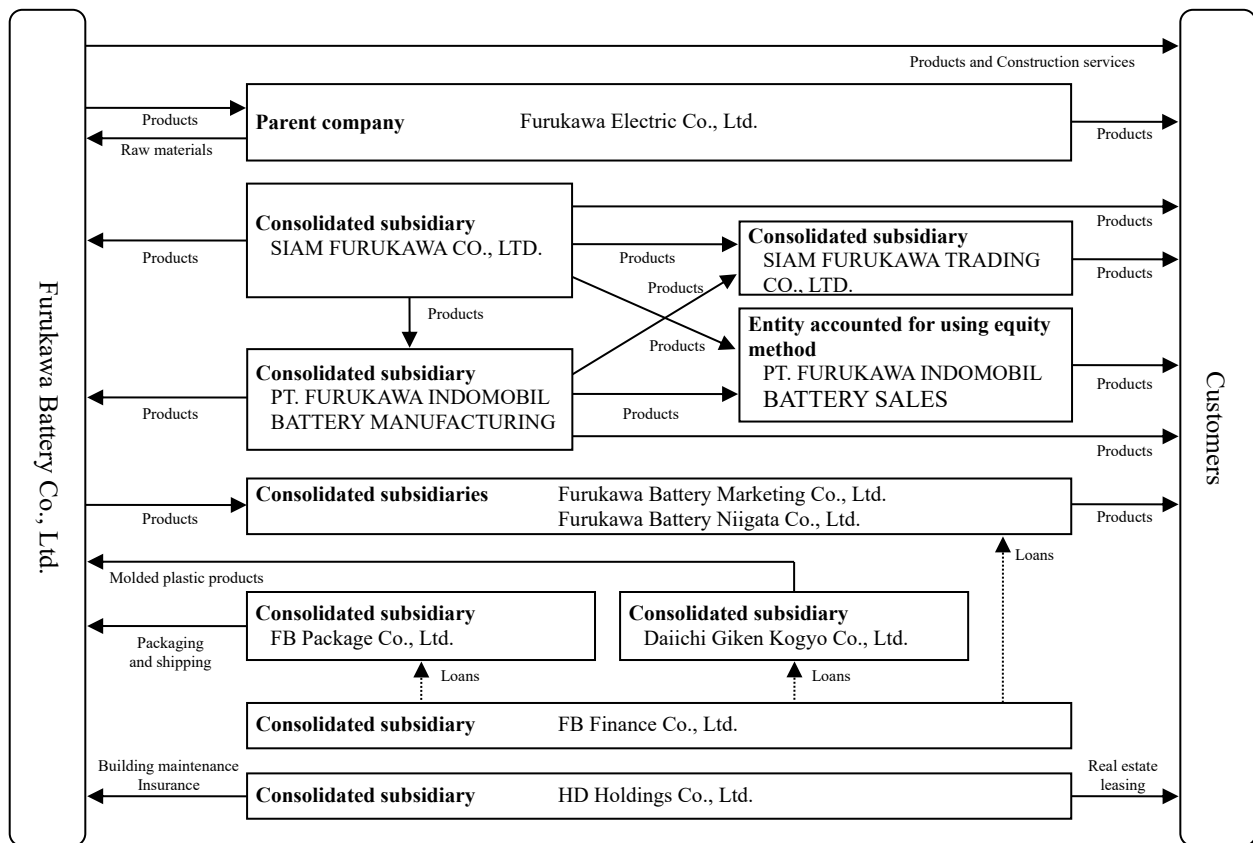 Furukawa Battery Co., Ltd.
Customers
Products and Construction services
Products
Raw materials
Parent company Furukawa Electric Co., Ltd.
Products
Consolidated subsidiary
SIAM FURUKAWA CO., LTD.
Products
Products
Products
Products
Consolidated subsidiary
SIAM FURUKAWA TRADING
CO., LTD.
Products
Products
Products
Products
Entity accounted for using equity
method
PT. FURUKAWA INDOMOBIL
BATTERY SALES
Products
Consolidated subsidiary
PT. FURUKAWA INDOMOBIL
BATTERY MANUFACTURING
Products
Products
Products
Consolidated subsidiaries Furukawa Battery Marketing Co., Ltd.
Furukawa Battery Niigata Co., Ltd.
Products
Products
Loans
Molded plastic products
Consolidated subsidiary
FB Package Co., Ltd.
Packaging
and shipping
Consolidated subsidiary
Daiichi Giken Kogyo Co., Ltd.
Loans
Loans
Consolidated subsidiary FB Finance Co., Ltd.
Building maintenance
Insurance
Consolidated subsidiary HD Holdings Co., Ltd.
Real estate
leasing